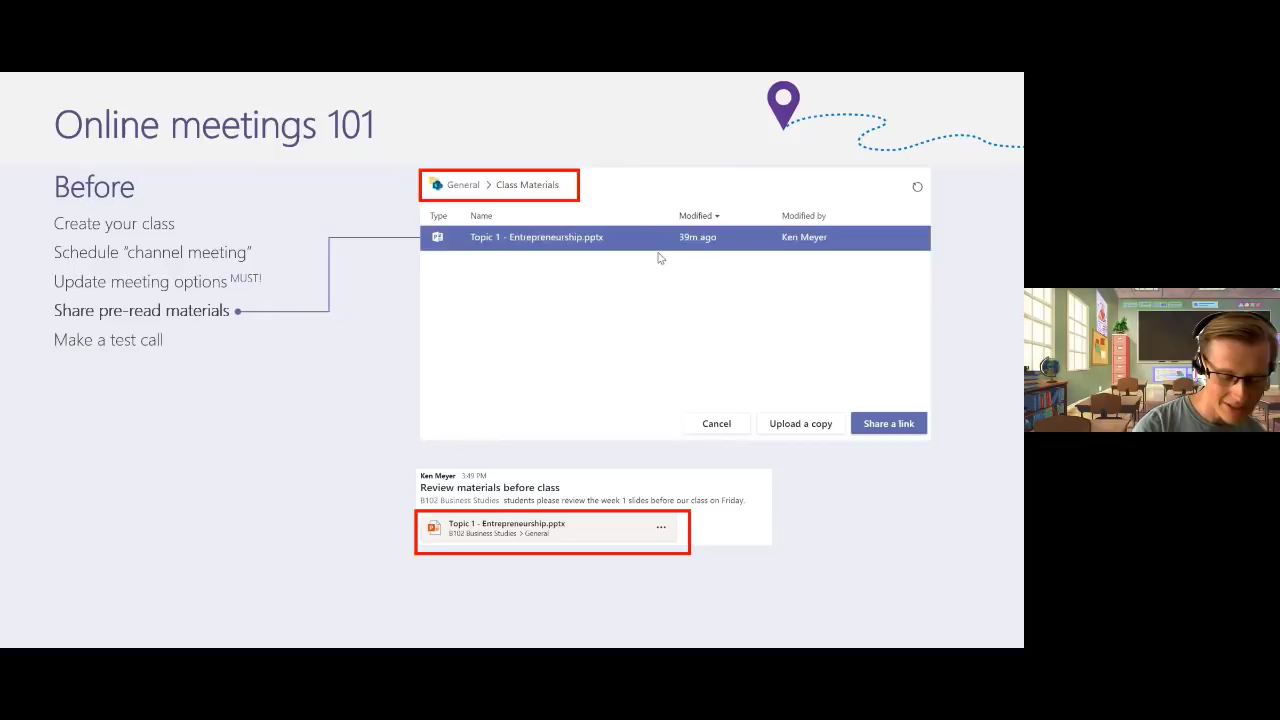 Online meetings 101
Before
Create your class
Schedule “channel meeting”
Update meeting options MUST!
Share pre-read materials
Make a test call
General > Class Materials
Type Name Modified Modified by
Topic 1 - Entrepreneurship.pptx 39m ago Ken Meyer
Cancel Upload a copy Share a link
Ken Meyer 3:49 PM
Review materials before class
B102 Business Studies students please review the week 1 slides before our class on Friday.
Topic 1 - Entrepreneurship.pptx ...
B102 Business Studies > General